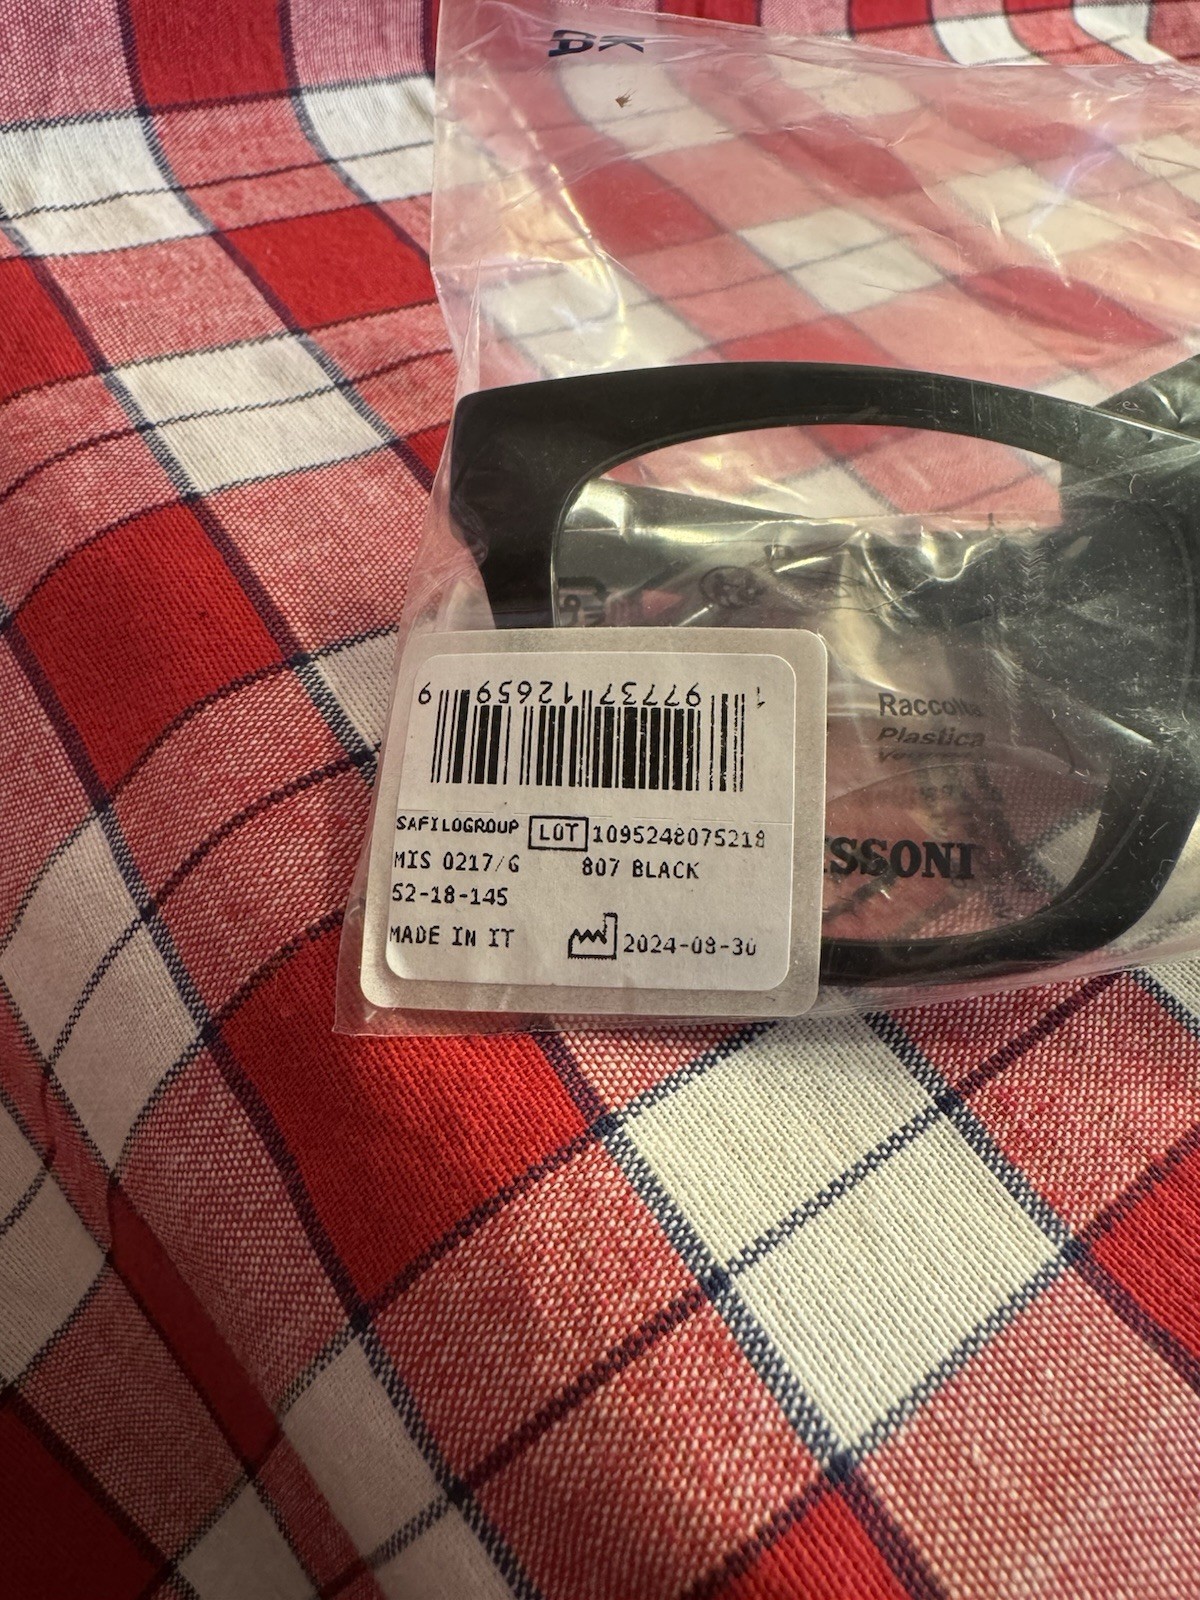 1 97737 12659 9
SAFILOGROUP LOT 1095248075218
MIS 0217/G 807 BLACK
52-18-145
MADE IN IT 2024-08-30
Raccolta
Plastica
ISSONI